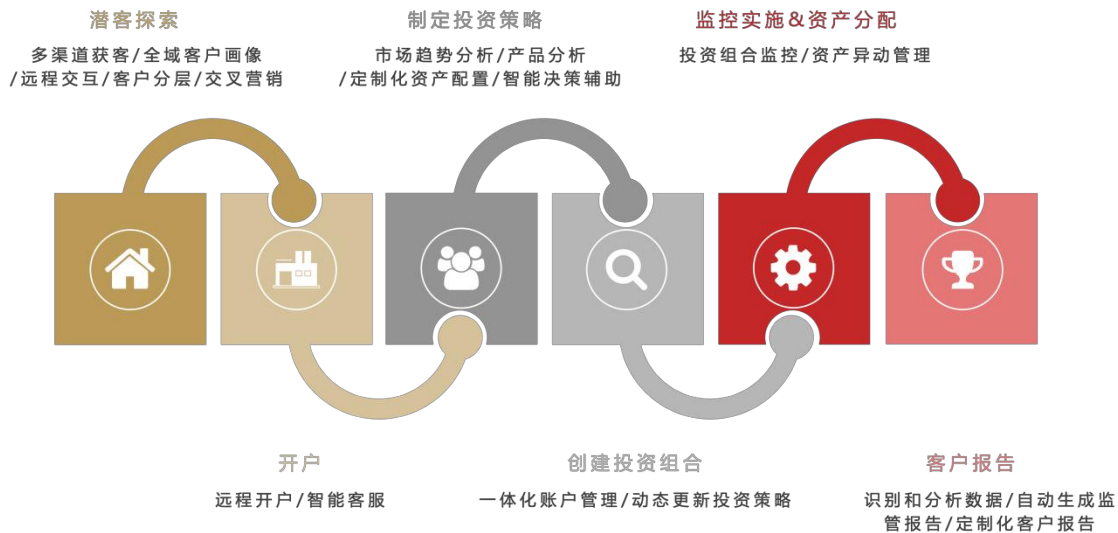 潜客探索
多渠道获客/全域客户画像
/远程交互/客户分层/交叉营销
制定投资策略
市场趋势分析/产品分析
/定制化资产配置/智能决策辅助
监控实施&资产分配
投资组合监控/资产异动管理
开户
远程开户/智能客服
创建投资组合
一体化账户管理/动态更新投资策略
客户报告
识别和分析数据/自动生成监
管报告/定制化客户报告